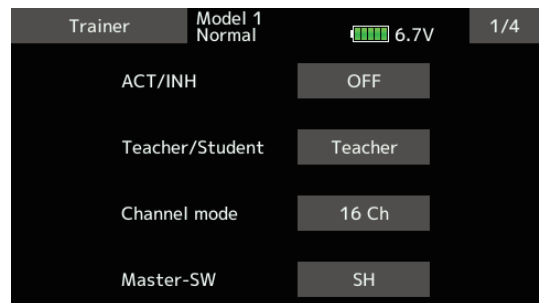 Trainer
Model 1
Normal
6.7V
1/4
ACT/INH OFF
Teacher/Student Teacher
Channel mode 16 Ch
Master-SW SH